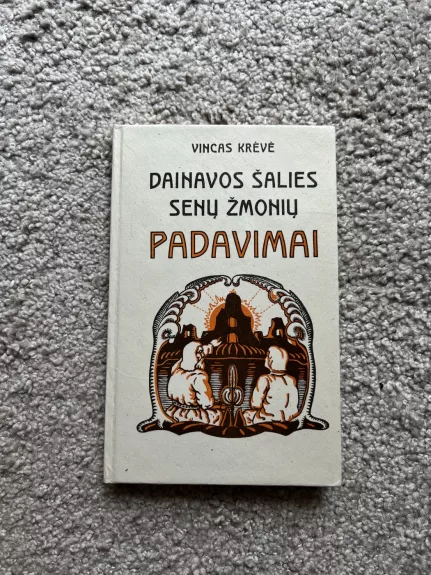 VINCAS KRĖVĖ
DAINAVOS ŠALIES
SENŲ ŽMONIŲ
PADAVIMAI